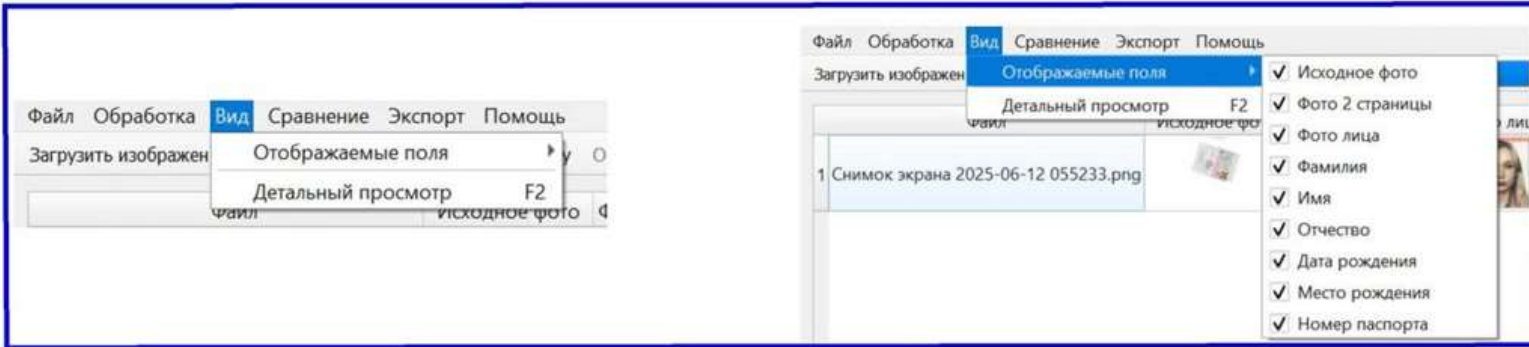 Файл Обработка Вид Сравнение Экспорт Помощь
Загрузить изображен
Отображаемые поля
Детальный просмотр F2
Файл Исходное фото
Файл Обработка Вид Сравнение Экспорт Помощь
Загрузить изображен
Отображаемые поля
Детальный просмотр F2
Файл Исходное фо
1 Снимок экрана 2025-06-12 055233.png
✓ Исходное фото
✓ Фото 2 страницы
✓ Фото лица
✓ Фамилия
✓ Имя
✓ Отчество
✓ Дата рождения
✓ Место рождения
✓ Номер паспорта